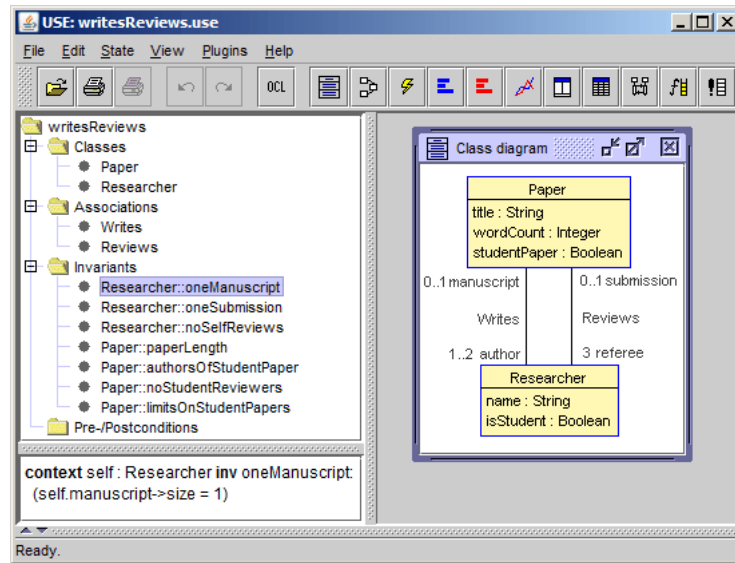 USE: writesReviews.use
File Edit State View Plugins Help
OCL
writesReviews
Classes
Paper
Researcher
Associations
Writes
Reviews
Invariants
Researcher::oneManuscript
Researcher::oneSubmission
Researcher::noSelfReviews
Paper::paperLength
Paper::authorsOfStudentPaper
Paper::noStudentReviewers
Paper::limitsOnStudentPapers
Pre-/Postconditions
context self : Researcher inv oneManuscript:
(self.manuscript->size = 1)
Class diagram
Paper
title : String
wordCount : Integer
studentPaper : Boolean
0..1 manuscript 0..1 submission
Writes Reviews
1..2 author 3 referee
Researcher
name : String
isStudent : Boolean
Ready.